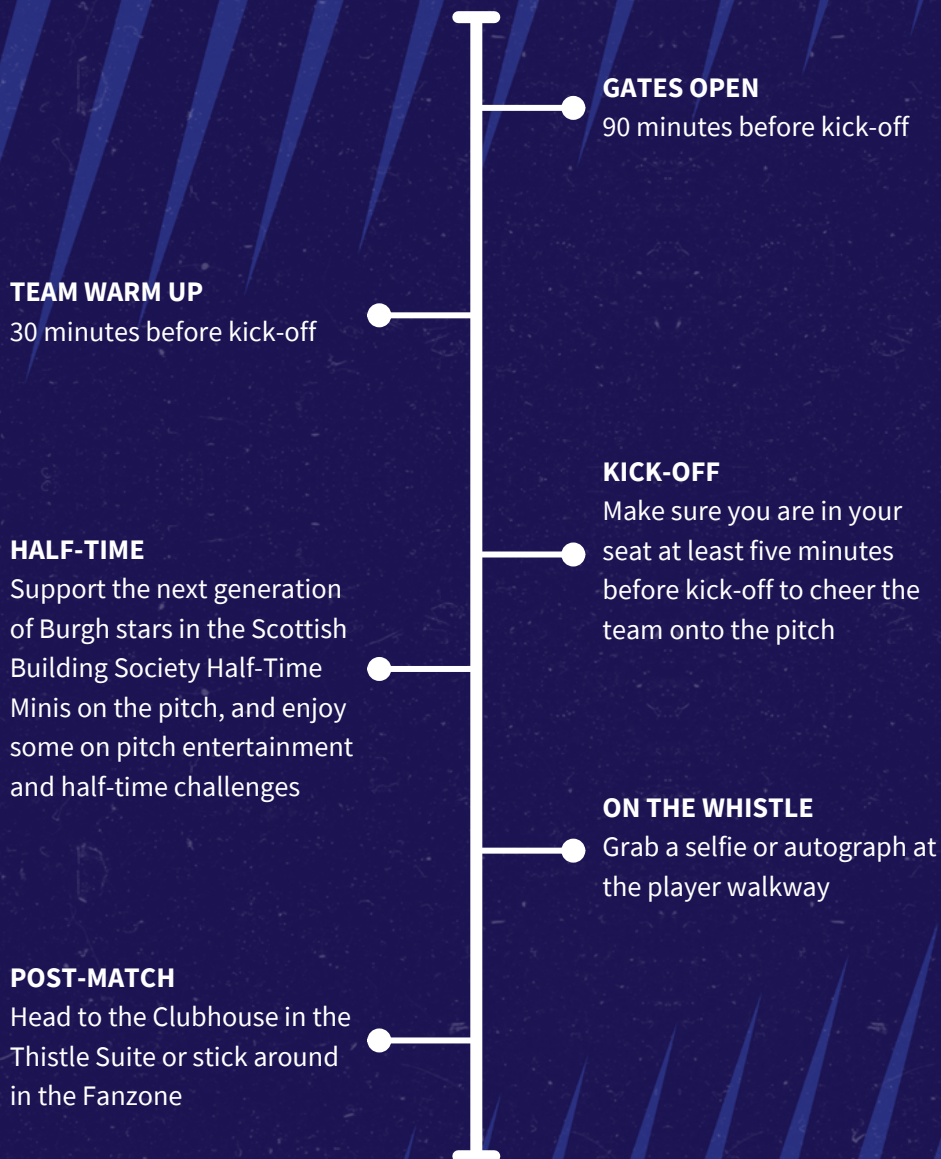 GATES OPEN
90 minutes before kick-off
TEAM WARM UP
30 minutes before kick-off
KICK-OFF
Make sure you are in your
seat at least five minutes
before kick-off to cheer the
team onto the pitch
HALF-TIME
Support the next generation
of Burgh stars in the Scottish
Building Society Half-Time
Minis on the pitch, and enjoy
some on pitch entertainment
and half-time challenges
ON THE WHISTLE
Grab a selfie or autograph at
the player walkway
POST-MATCH
Head to the Clubhouse in the
Thistle Suite or stick around
in the Fanzone